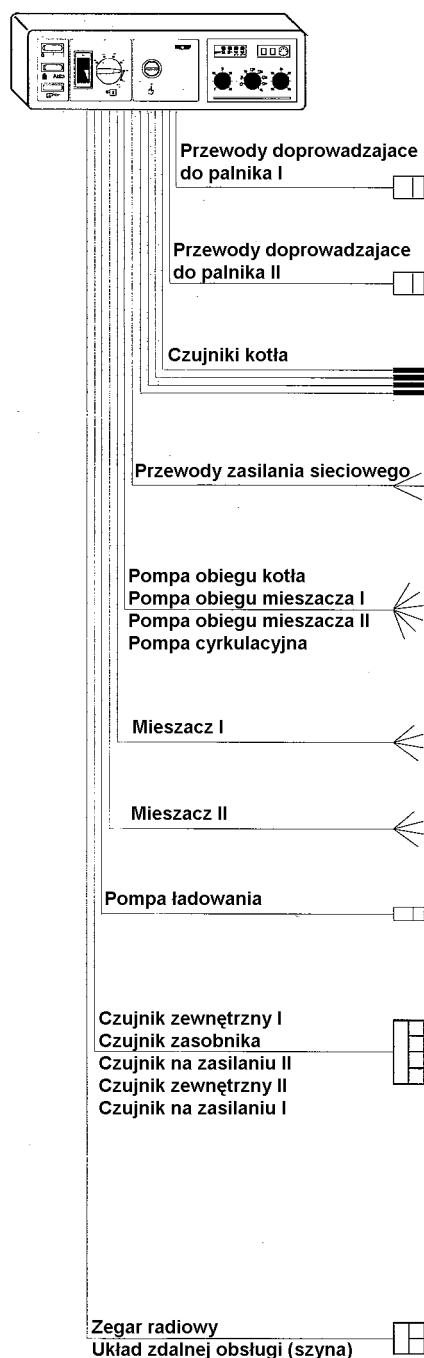 Przewody doprowadzajace
do palnika I
Przewody doprowadzajace
do palnika II
Czujniki kotła
Przewody zasilania sieciowego
Pompa obiegu kotła
Pompa obiegu mieszacza I
Pompa obiegu mieszacza II
Pompa cyrkulacyjna
Mieszacz I
Mieszacz II
Pompa ładowania
Czujnik zewnętrzny I
Czujnik zasobnika
Czujnik na zasilaniu II
Czujnik zewnętrzny II
Czujnik na zasilaniu I
Zegar radiowy
Układ zdalnej obsługi (szyna)